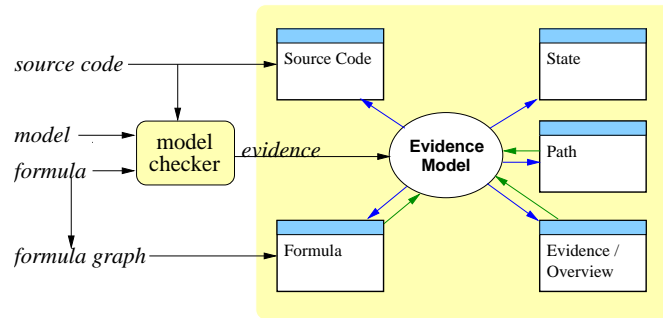 source code
Source Code
State
model
model
checker
evidence
Evidence
Model
Path
formula
formula graph
Formula
Evidence /
Overview